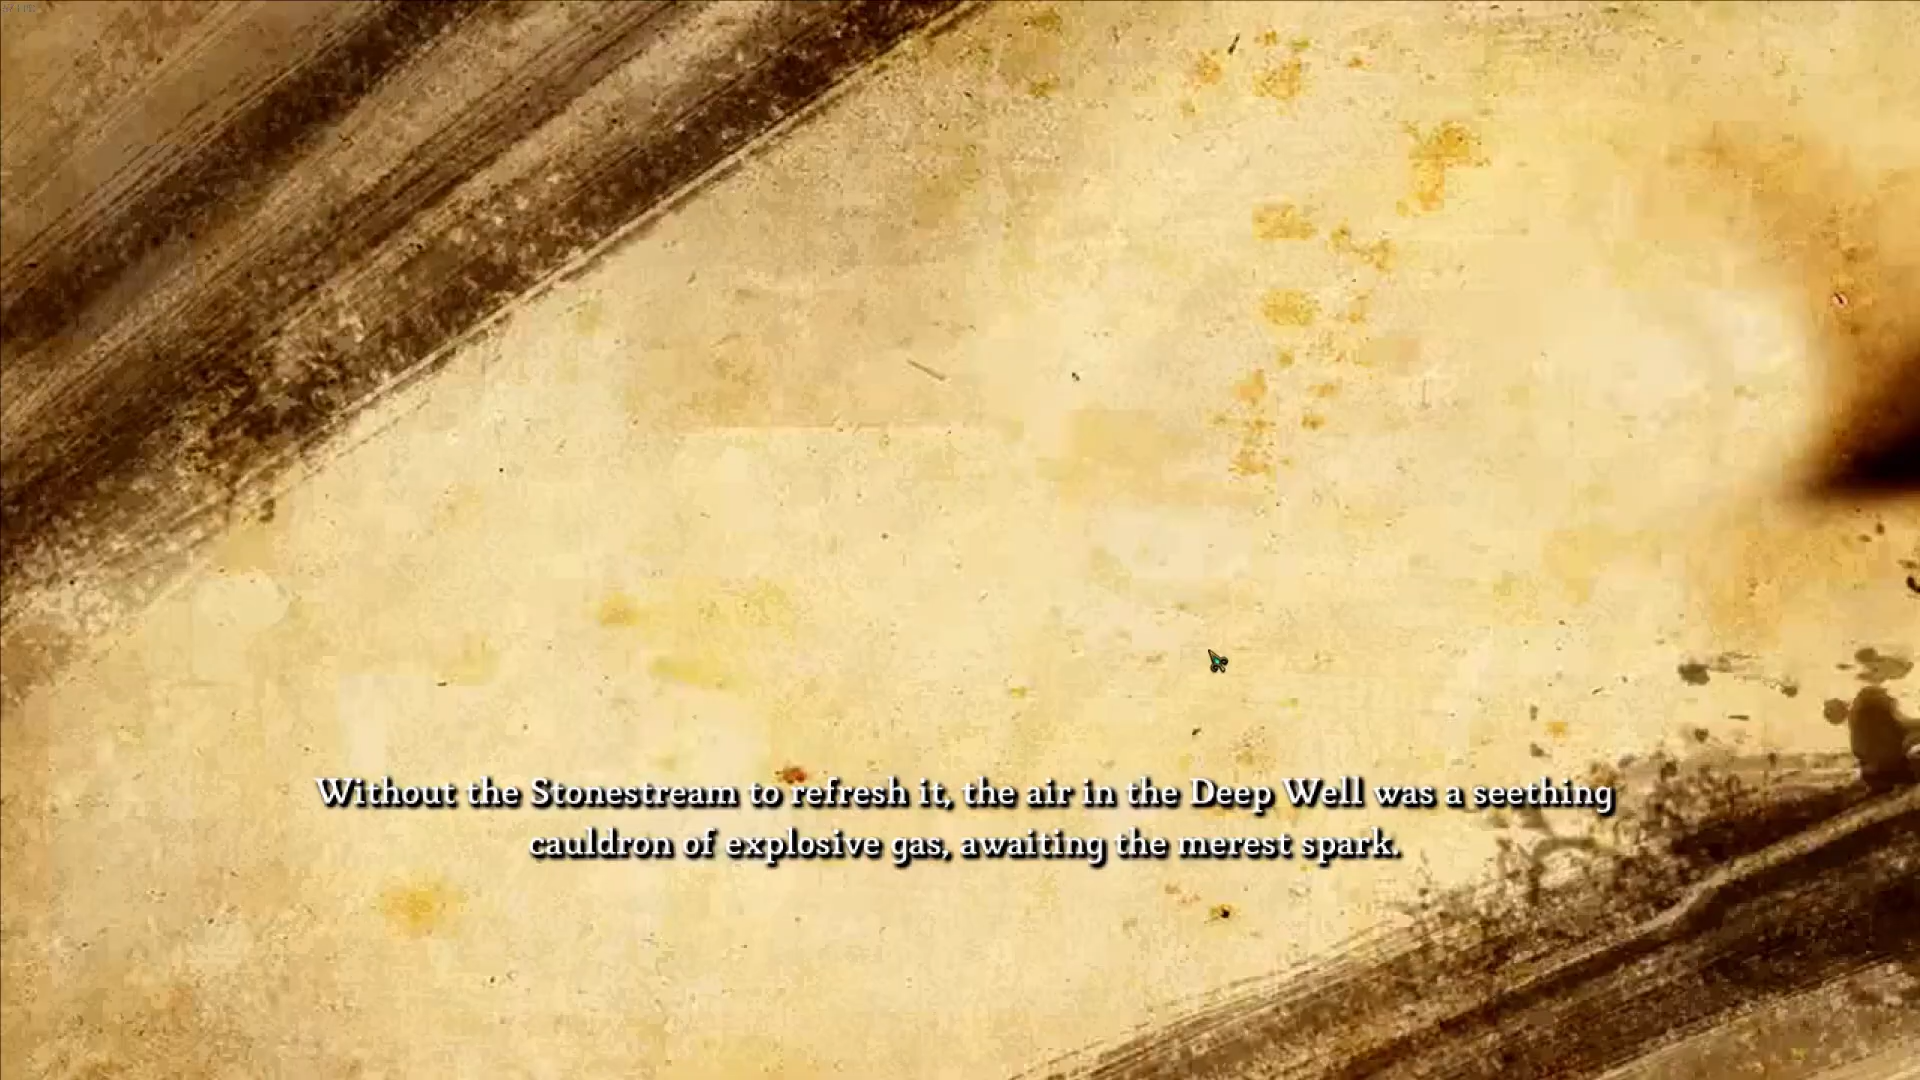 Without the Stonestream to refresh it, the air in the Deep Well was a seething
cauldron of explosive gas, awaiting the merest spark.